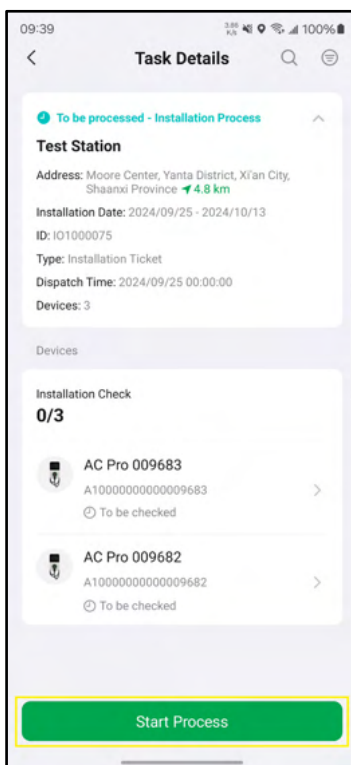 09:39
3.86 K/s
100%
Task Details
To be processed - Installation Process
Test Station
Address: Moore Center, Yanta District, Xi'an City,
Shaanxi Province 4.8 km
Installation Date: 2024/09/25 - 2024/10/13
ID: IO1000075
Type: Installation Ticket
Dispatch Time: 2024/09/25 00:00:00
Devices: 3
Devices
Installation Check
0/3
AC Pro 009683
A10000000000009683
To be checked
AC Pro 009682
A10000000000009682
To be checked
Start Process